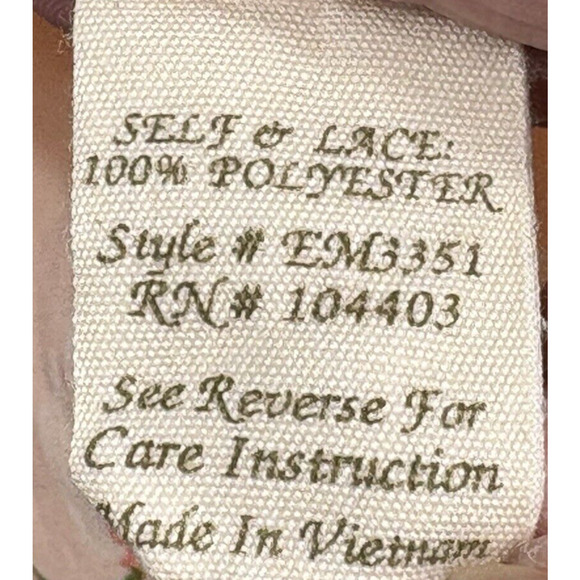 SELF & LACE:
100% POLYESTER
Style # EM3351
RN# 104403
See Reverse For
Care Instruction
Made In Vietnam